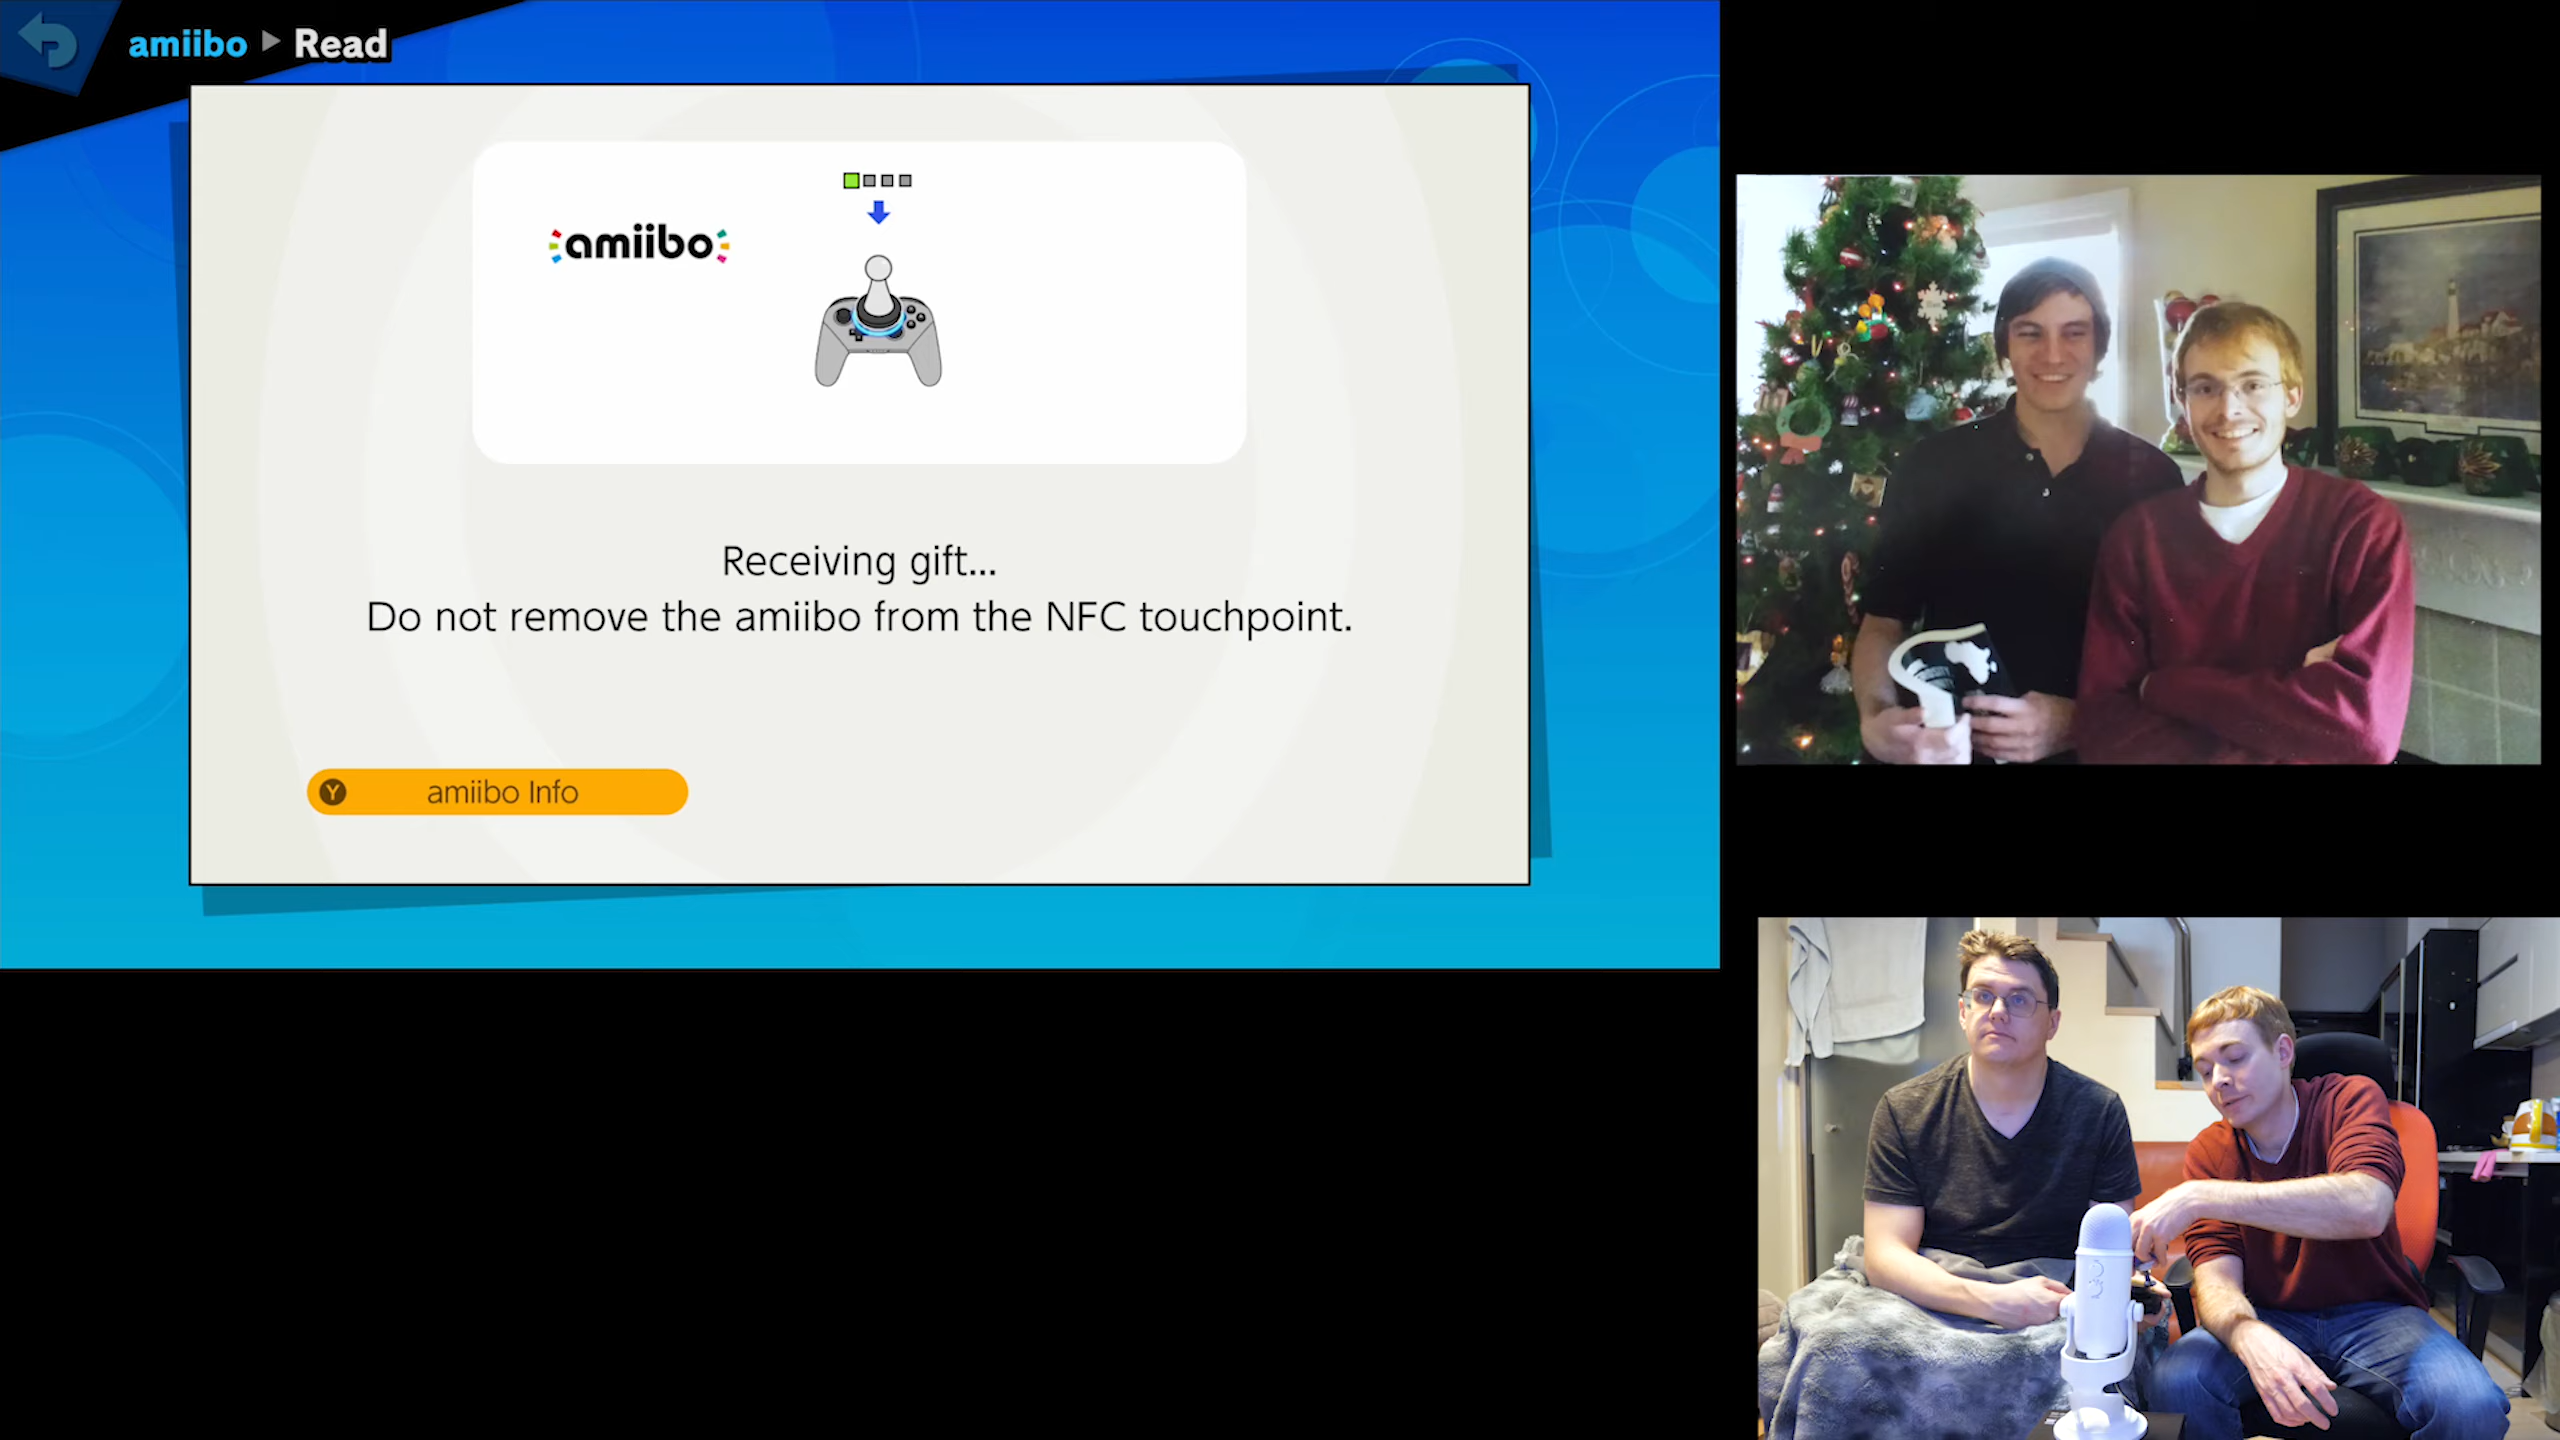 amiibo ▶ Read
amiibo
Receiving gift...
Do not remove the amiibo from the NFC touchpoint.
Y amiibo Info